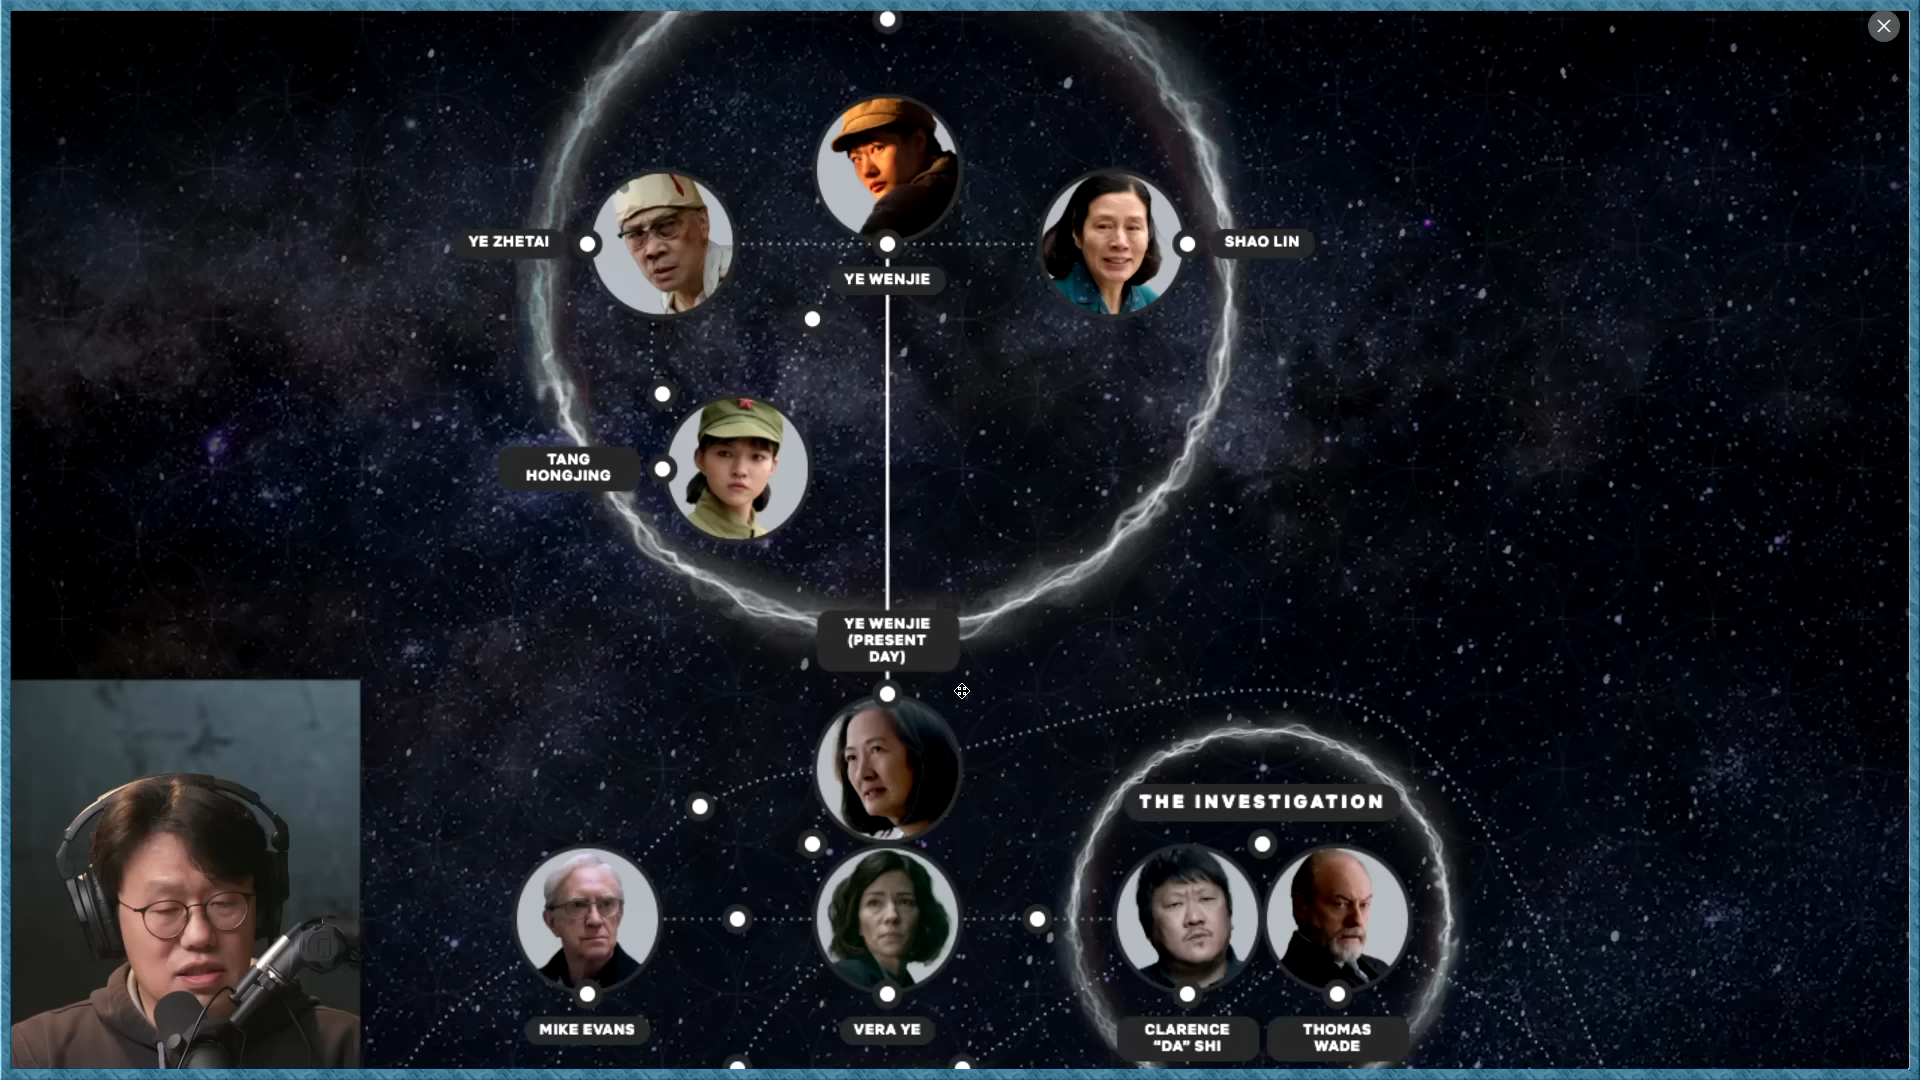 YE ZHETAI
SHAO LIN
YE WENJIE
TANG
HONGJING
YE WENJIE
(PRESENT
DAY)
THE INVESTIGATION
MIKE EVANS
VERA YE
CLARENCE
"DA" SHI
THOMAS
WADE